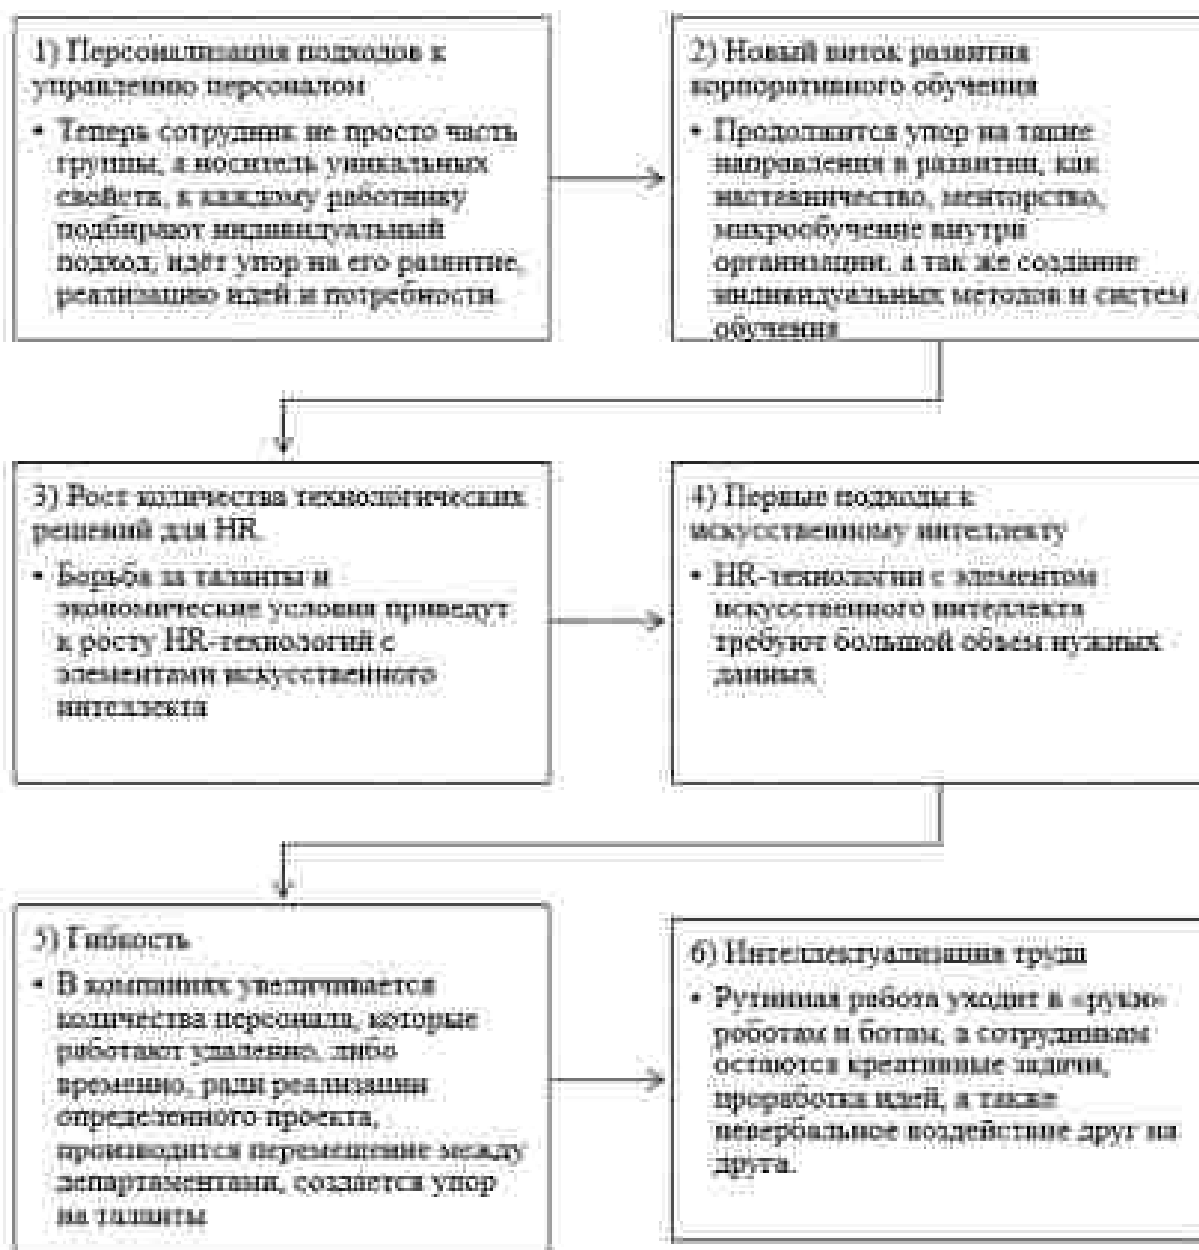 1) Персонализация подходов к
управлению персоналом
• Теперь сотрудник не просто часть
группы, а носитель уникальных
свойств, к каждому работнику
подбирают индивидуальный
подход, идёт упор на его развитие,
реализацию идей и потребности.
2) Новый виток развития
корпоративного обучения
• Продолжится упор на такие
направления в развитии, как
наставничество, менторство,
микрообучение внутри
организации, а так же создание
индивидуальных методов и систем
обучения
3) Рост количества технологических
решений для HR.
• Борьба за таланты и
экономические условия приведут
к росту HR-технологий с
элементами искусственного
интеллекта
4) Первые подходы к
искусственному интеллекту
• HR-технологии с элементом
искусственного интеллекта
требуют большой объем нужных
данных
5) Гибкость
• В компаниях увеличивается
количества персонала, которые
работают удаленно, либо
временно, ради реализации
определенного проекта,
производится перемещение между
департаментами, создается упор
на таланты
6) Интеллектуализация труда
• Рутинная работа уходит в «руки»
роботам и ботам, а сотрудникам
остаются креативные задачи,
проработка идей, а также
невербальное воздействие друг на
друга.